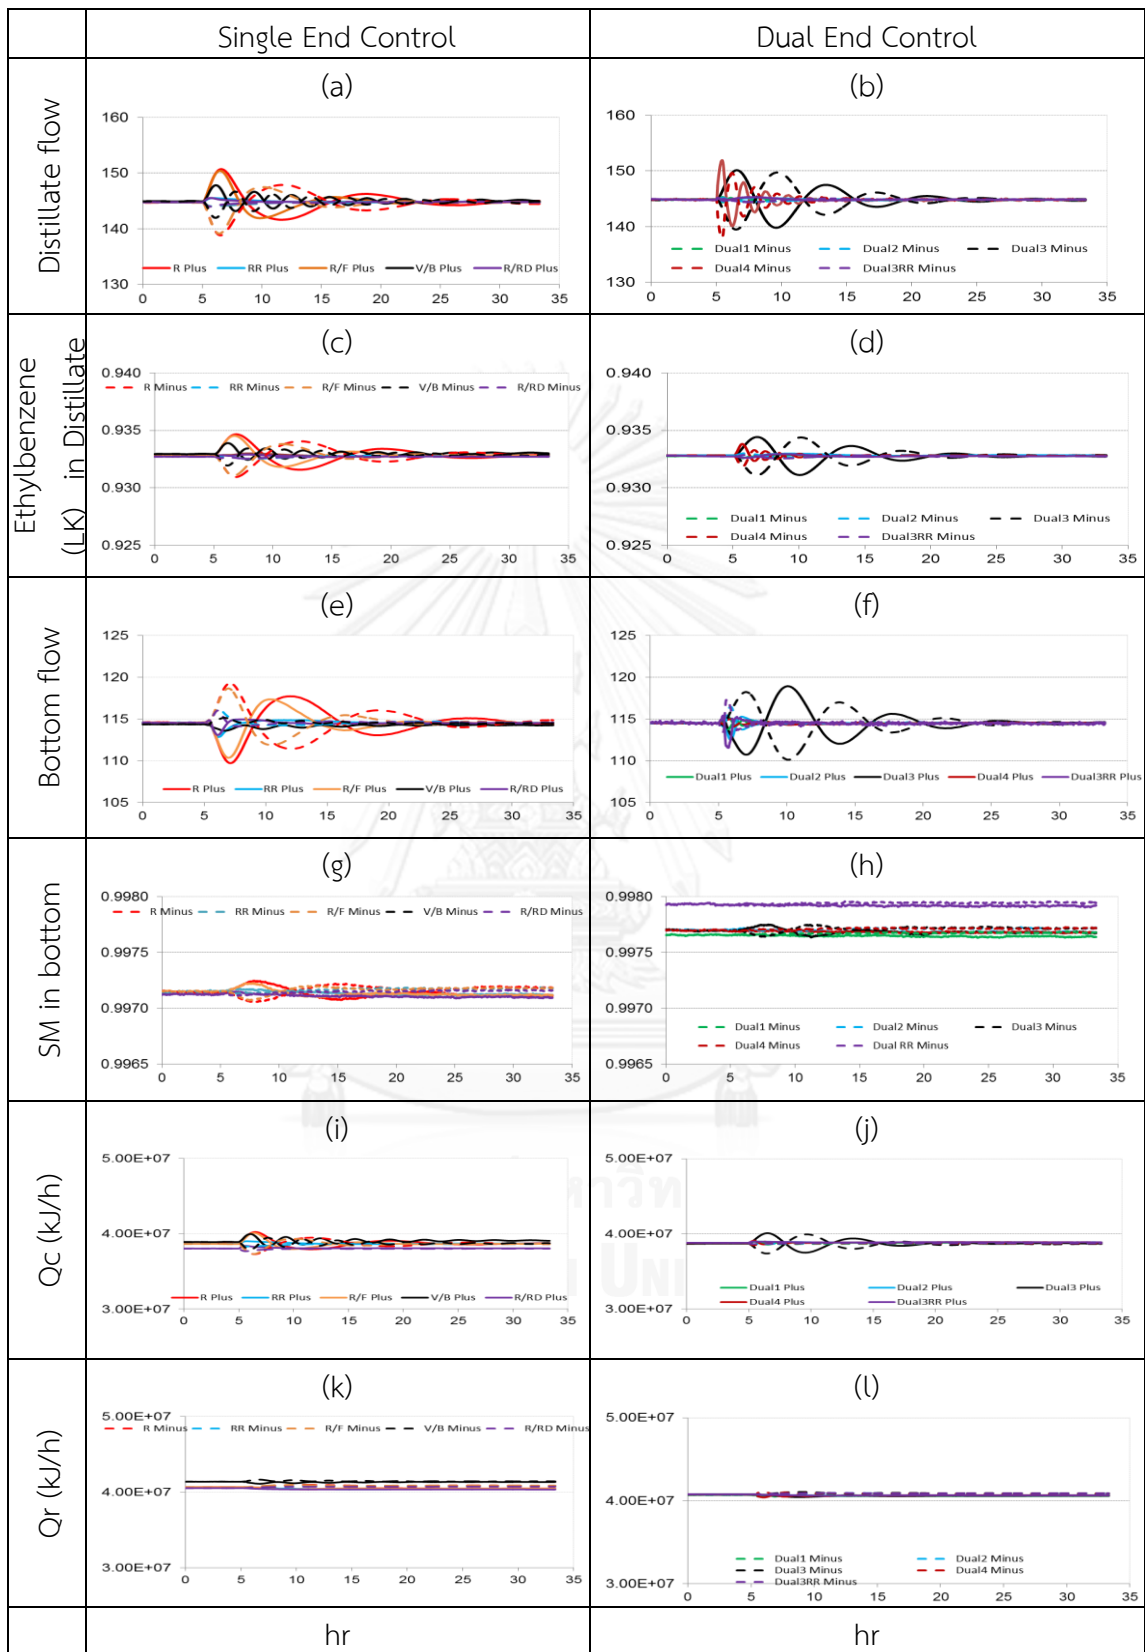 Single End Control
Dual End Control
Distillate flow
(a)
160
150
140
130
R Plus RR Plus R/F Plus V/B Plus R/RD Plus
0 5 10 15 20 25 30 35
(b)
160
150
140
130
Dual1 Minus Dual2 Minus Dual3 Minus
Dual4 Minus Dual3RR Minus
0 5 10 15 20 25 30 35
Ethylbenzene
(LK) in Distillate
(c)
0.940
R Minus RR Minus R/F Minus V/B Minus R/RD Minus
0.935
0.930
0.925
0 5 10 15 20 25 30 35
(d)
0.940
0.935
0.930
0.925
Dual1 Minus Dual2 Minus Dual3 Minus
Dual4 Minus Dual3RR Minus
0 5 10 15 20 25 30 35
Bottom flow
(e)
125
120
115
110
105
R Plus RR Plus R/F Plus V/B Plus R/RD Plus
0 5 10 15 20 25 30 35
(f)
125
120
115
110
105
Dual1 Plus Dual2 Plus Dual3 Plus Dual4 Plus Dual3RR Plus
0 5 10 15 20 25 30 35
SM in bottom
(g)
0.9980
R Minus RR Minus R/F Minus V/B Minus R/RD Minus
0.9975
0.9970
0.9965
0 5 10 15 20 25 30 35
(h)
0.9980
0.9975
0.9970
0.9965
Dual1 Minus Dual2 Minus Dual3 Minus
Dual4 Minus Dual RR Minus
0 5 10 15 20 25 30 35
Qc (kJ/h)
(i)
5.00E+07
4.00E+07
3.00E+07
R Plus RR Plus R/F Plus V/B Plus R/RD Plus
0 5 10 15 20 25 30 35
(j)
5.00E+07
4.00E+07
3.00E+07
Dual1 Plus Dual2 Plus Dual3 Plus
Dual4 Plus Dual3RR Plus
0 5 10 15 20 25 30 35
Qr (kJ/h)
(k)
5.00E+07
R Minus RR Minus R/F Minus V/B Minus R/RD Minus
4.00E+07
3.00E+07
0 5 10 15 20 25 30 35
(l)
5.00E+07
4.00E+07
3.00E+07
Dual1 Minus Dual2 Minus
Dual3 Minus Dual4 Minus
Dual3RR Minus
0 5 10 15 20 25 30 35
hr
hr